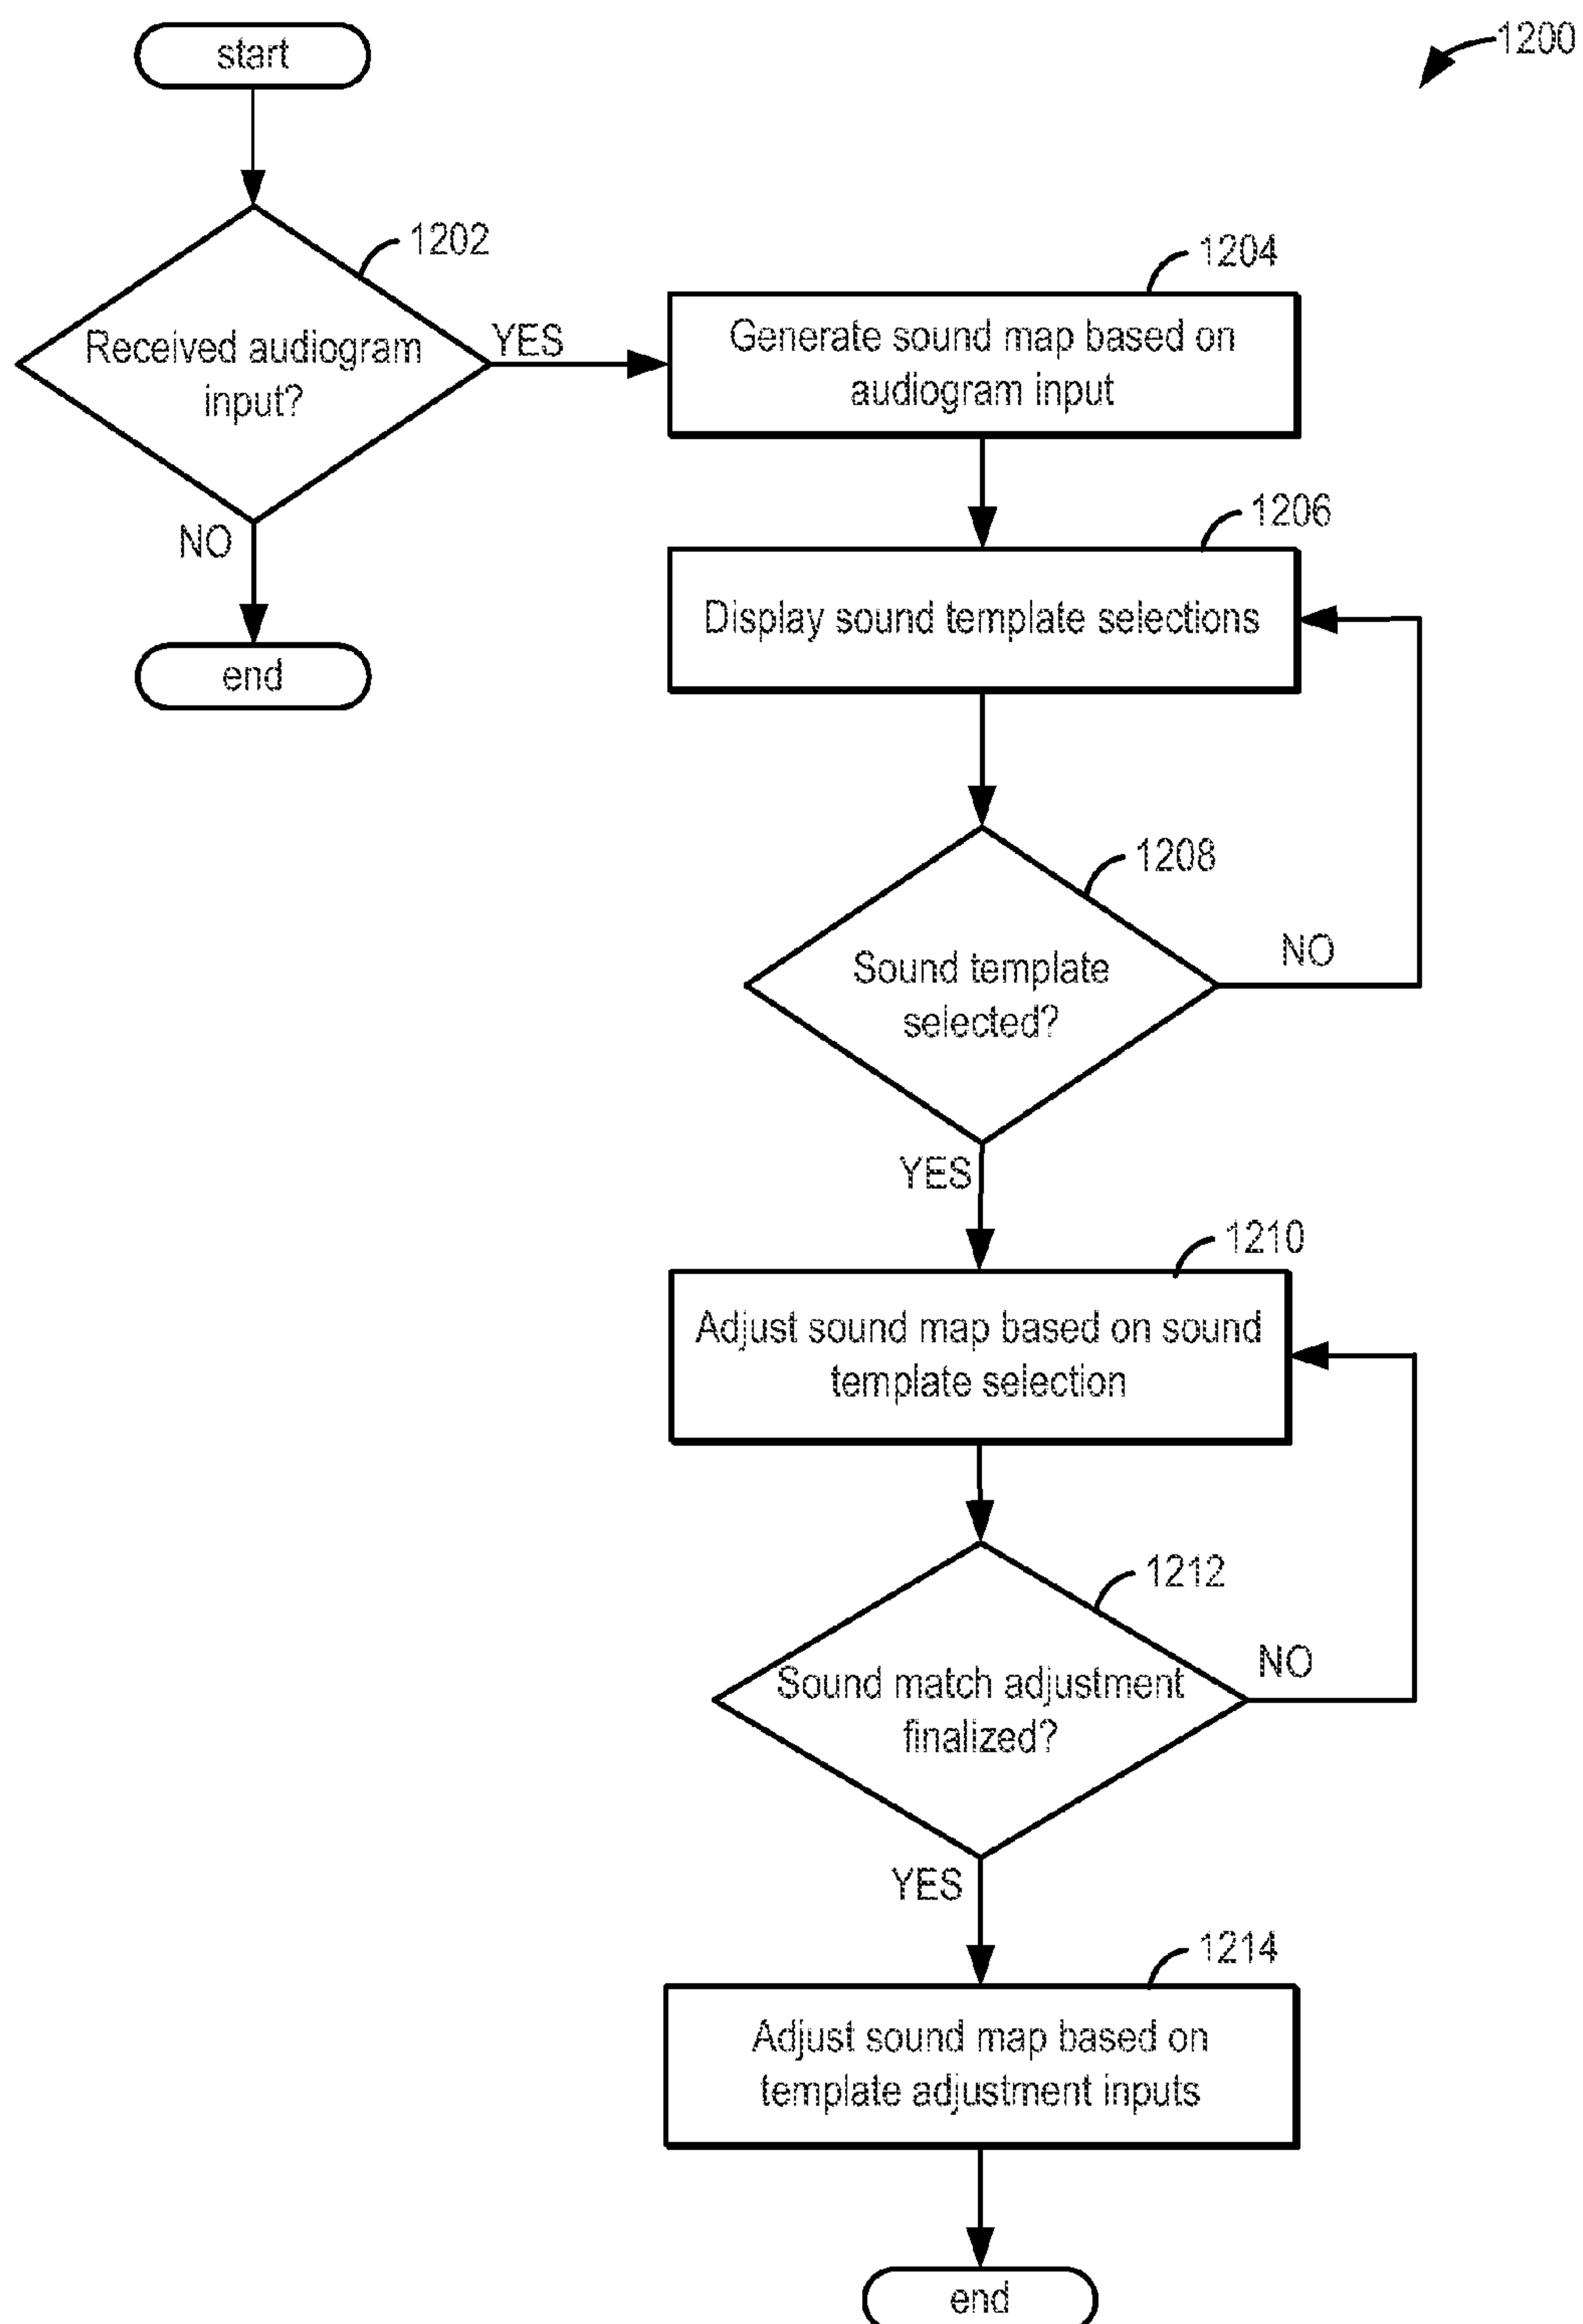 start
1200
1202
Received audiogram
input?
YES
NO
end
1204
Generate sound map based on
audiogram input
1206
Display sound template selections
1208
Sound template
selected?
NO
YES
1210
Adjust sound map based on sound
template selection
1212
Sound match adjustment
finalized?
NO
YES
1214
Adjust sound map based on
template adjustment inputs
end